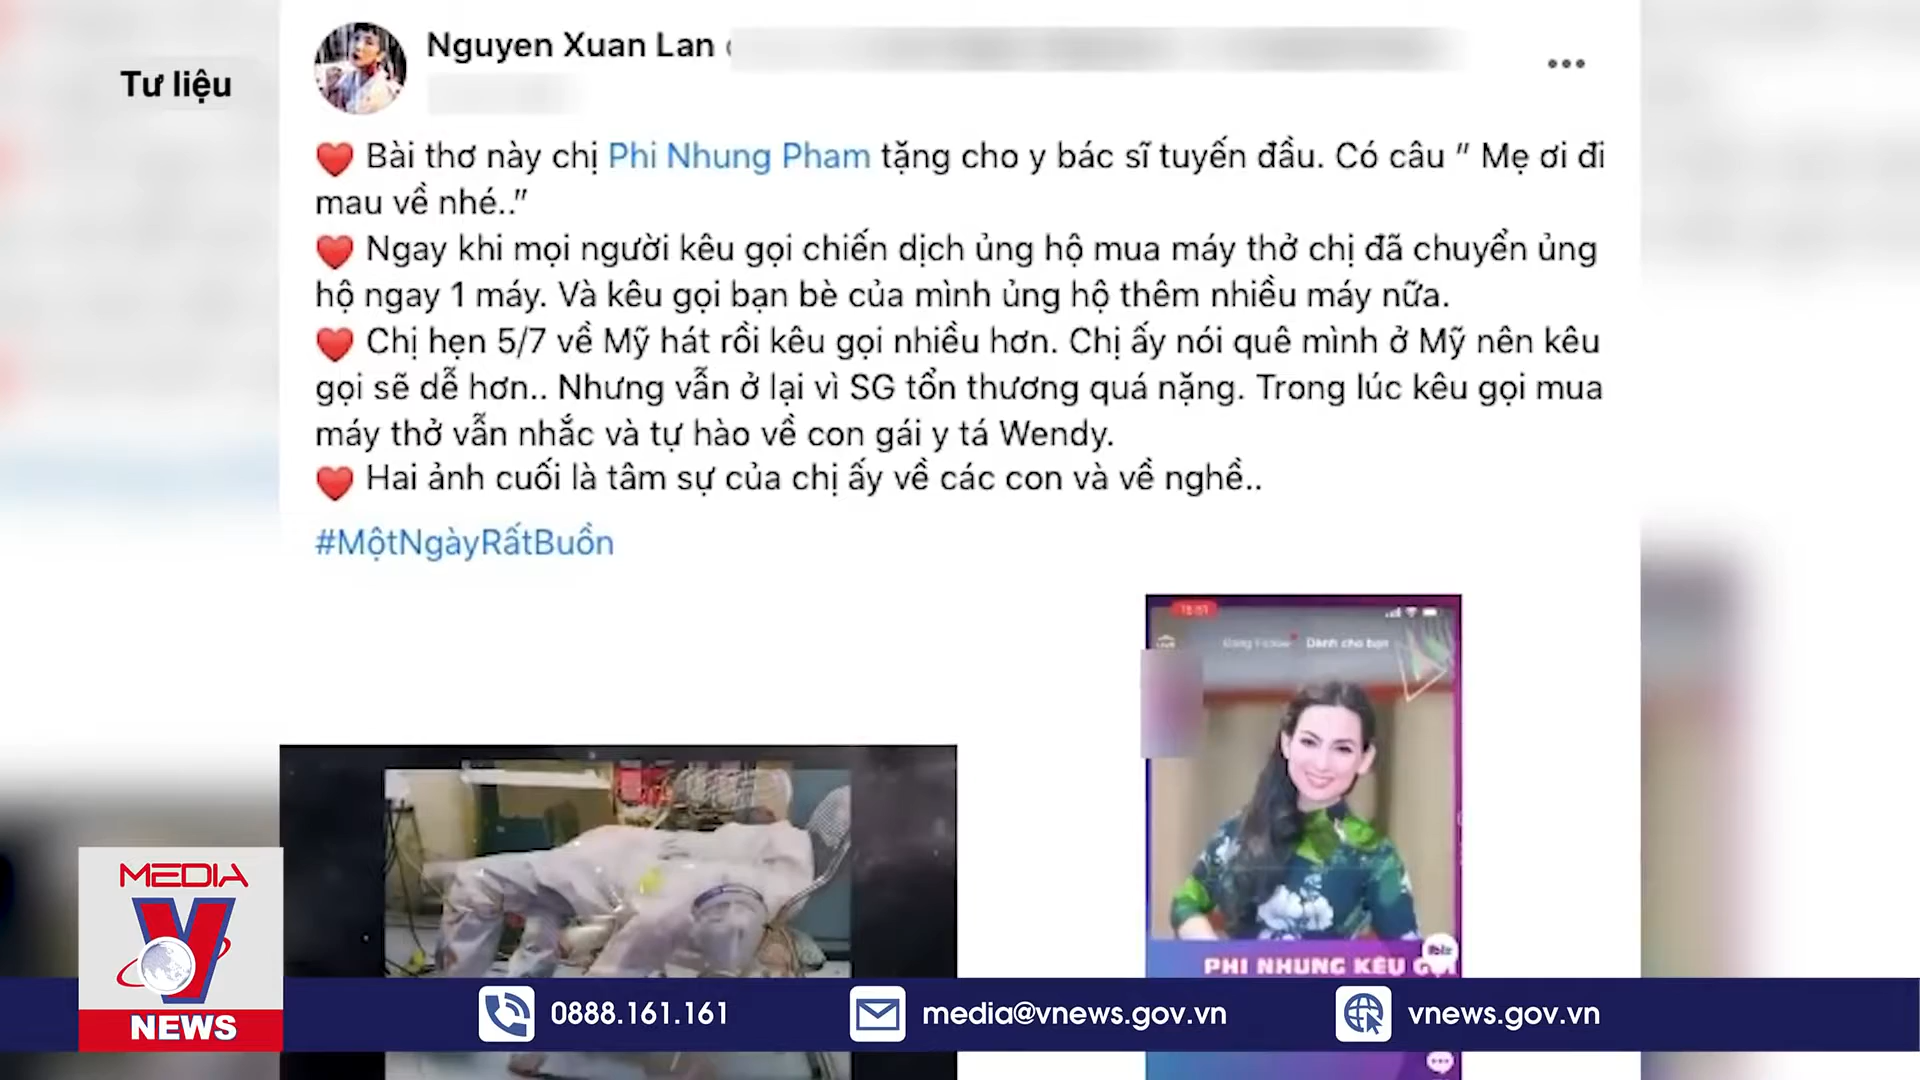 Tư liệu
Nguyen Xuan Lan
❤️ Bài thơ này chị Phi Nhung Pham tặng cho y bác sĩ tuyến đầu. Có câu " Mẹ ơi đi
mau về nhé.."
❤️ Ngay khi mọi người kêu gọi chiến dịch ủng hộ mua máy thở chị đã chuyển ủng
hộ ngay 1 máy. Và kêu gọi bạn bè của mình ủng hộ thêm nhiều máy nữa.
❤️ Chị hẹn 5/7 về Mỹ hát rồi kêu gọi nhiều hơn. Chị ấy nói quê mình ở Mỹ nên kêu
gọi sẽ dễ hơn.. Nhưng vẫn ở lại vì SG tổn thương quá nặng. Trong lúc kêu gọi mua
máy thở vẫn nhắc và tự hào về con gái y tá Wendy.
❤️ Hai ảnh cuối là tâm sự của chị ấy về các con và về nghề..
#MộtNgàyRấtBuồn
Dành cho bạn
PHI NHUNG KÊU GỌI
MEDIA
V
NEWS
0888.161.161
media@vnews.gov.vn
vnews.gov.vn